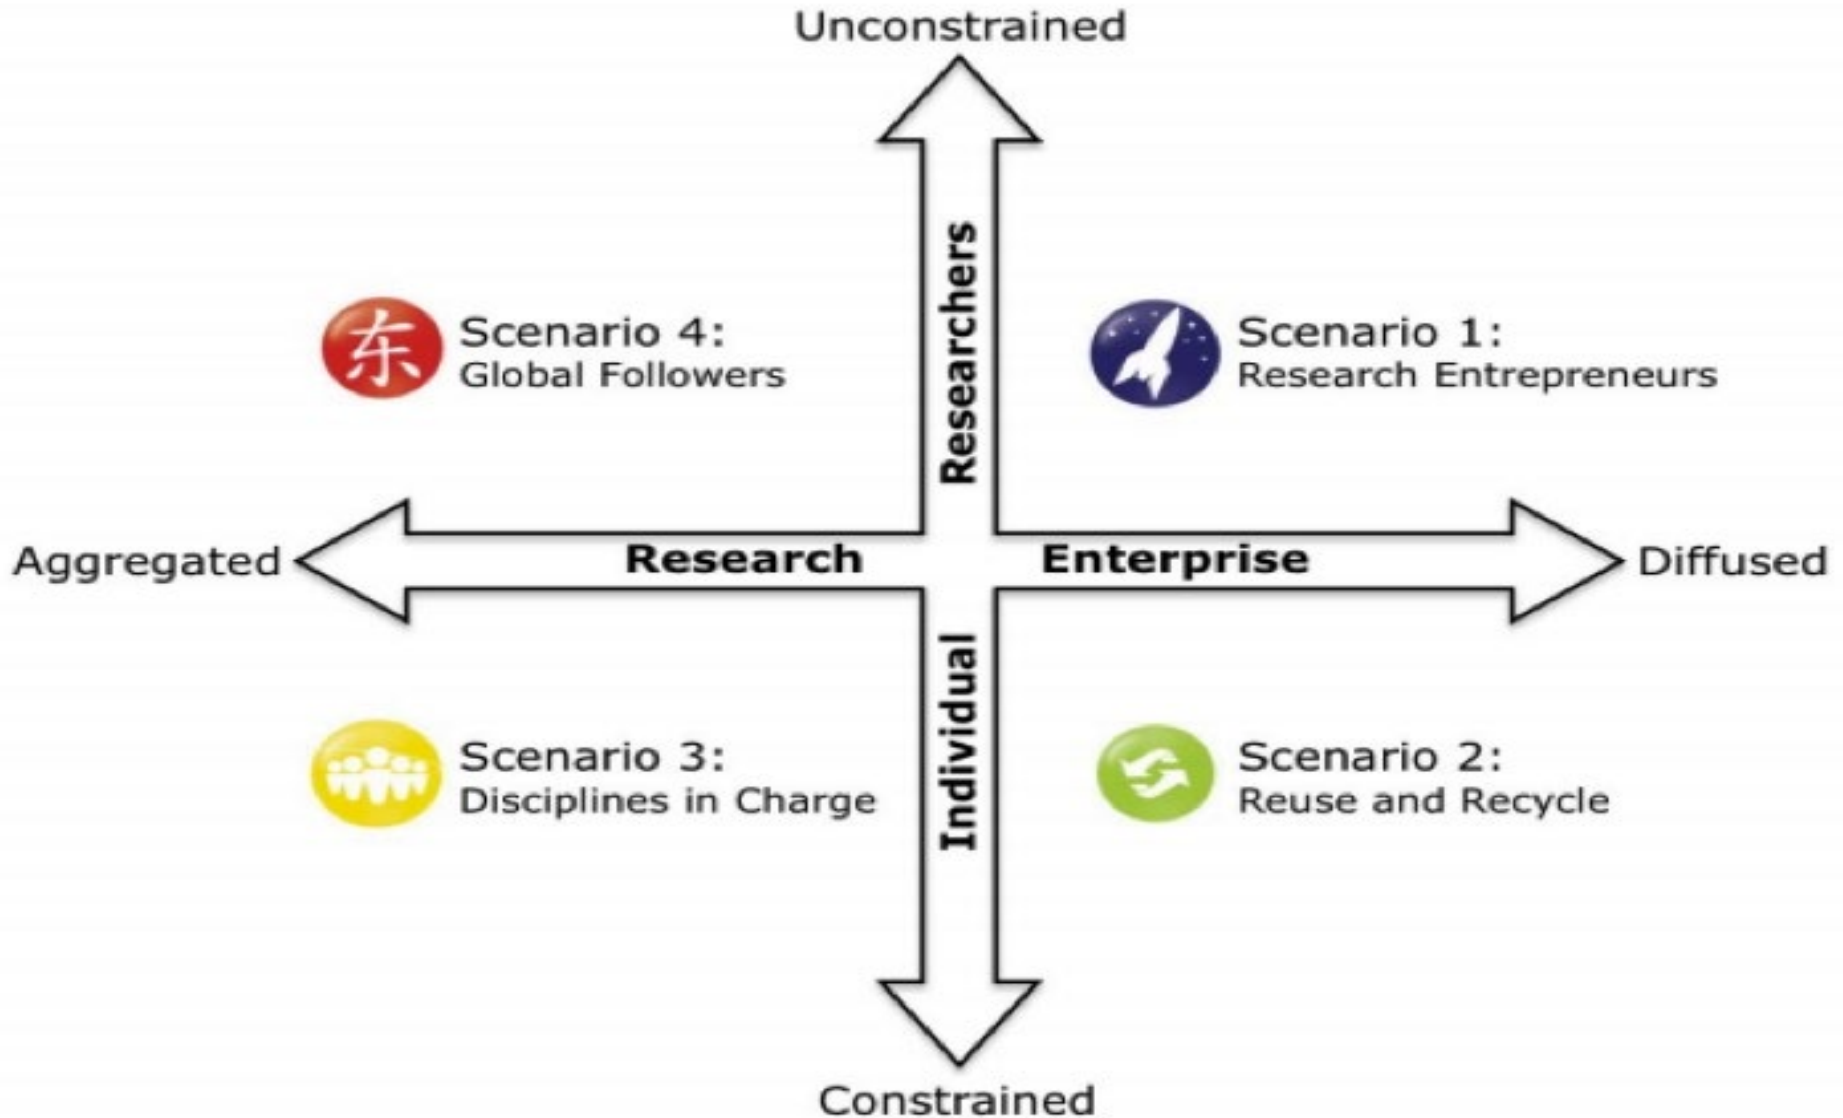 Unconstrained
Researchers
东
Scenario 4:
Global Followers
Scenario 1:
Research Entrepreneurs
Aggregated
Research
Enterprise
Diffused
Individual
Scenario 3:
Disciplines in Charge
Scenario 2:
Reuse and Recycle
Constrained